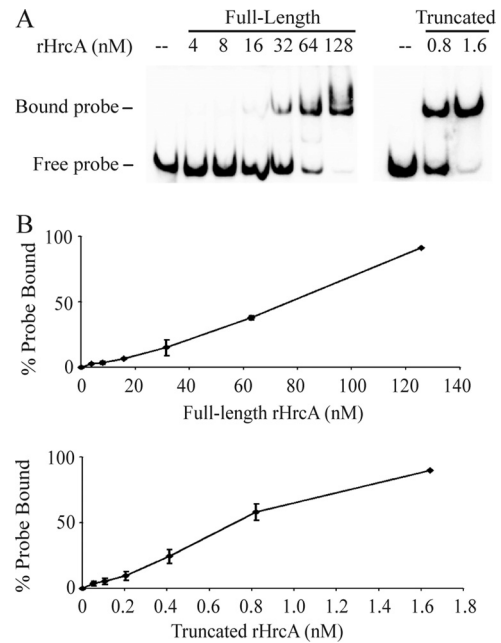 A
Full-Length Truncated
rHrcA (nM) -- 4 8 16 32 64 128 -- 0.8 1.6
Bound probe –
Free probe –
B
100
50
0
% Probe Bound
0 20 40 60 80 100 120 140
Full-length rHrcA (nM)
100
50
0
% Probe Bound
0 0.2 0.4 0.6 0.8 1.0 1.2 1.4 1.6 1.8
Truncated rHrcA (nM)